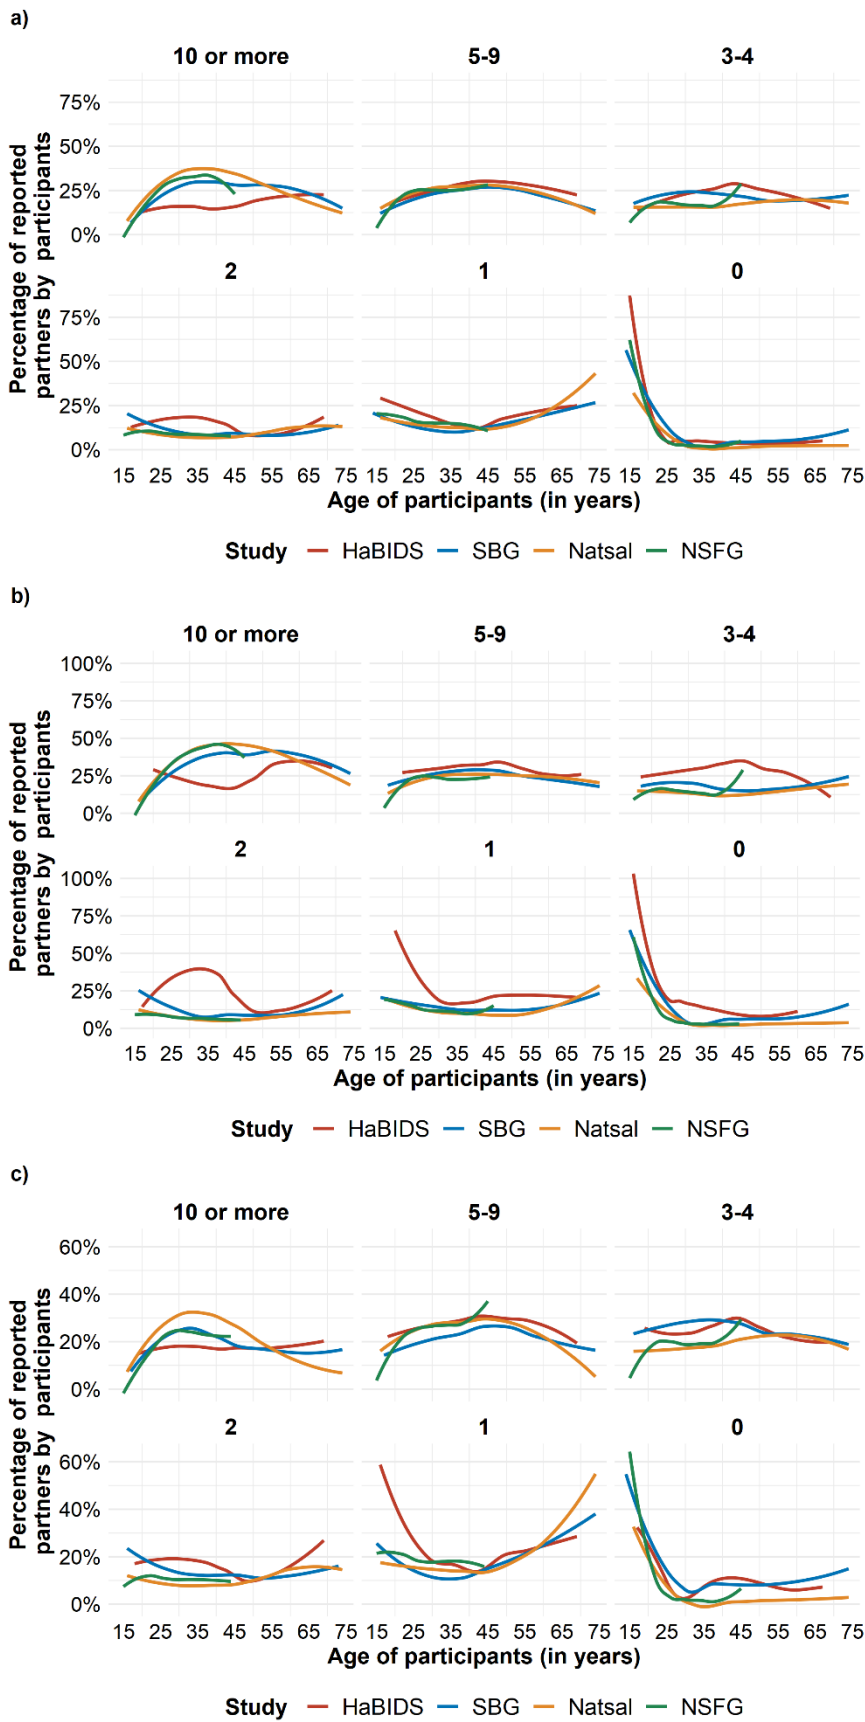 a)
10 or more 5-9 3-4
75%
50%
25%
0%
2 1 0
75%
50%
25%
0%
Percentage of reported
partners by participants
15 25 35 45 55 65 75 15 25 35 45 55 65 75 15 25 35 45 55 65 75
Age of participants (in years)
Study HaBIDS SBG Natsal NSFG
b)
10 or more 5-9 3-4
100%
75%
50%
25%
0%
2 1 0
100%
75%
50%
25%
0%
Percentage of reported
partners by participants
15 25 35 45 55 65 75 15 25 35 45 55 65 75 15 25 35 45 55 65 75
Age of participants (in years)
Study HaBIDS SBG Natsal NSFG
c)
10 or more 5-9 3-4
60%
40%
20%
0%
2 1 0
60%
40%
20%
0%
Percentage of reported
partners by participants
15 25 35 45 55 65 75 15 25 35 45 55 65 75 15 25 35 45 55 65 75
Age of participants (in years)
Study HaBIDS SBG Natsal NSFG